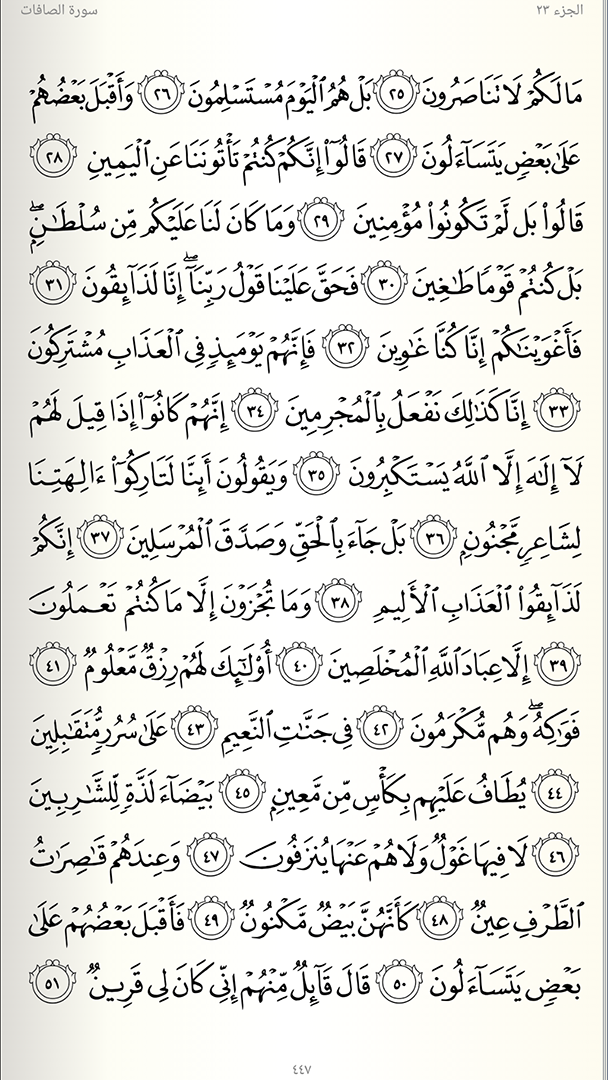 الجزء ٢٣
سورة الصافات
مَا لَكُمْ لَا تَنَاصَرُونَ ٢٥ بَلْ هُمُ ٱلْيَوْمَ مُسْتَسْلِمُونَ ٢٦ وَأَقْبَلَ بَعْضُهُمْ
عَلَىٰ بَعْضٍ يَتَسَآءَلُونَ ٢٧ قَالُوٓا۟ إِنَّكُمْ كُنتُمْ تَأْتُونَنَا عَنِ ٱلْيَمِينِ ٢٨
قَالُوا۟ بَل لَّمْ تَكُونُوا۟ مُؤْمِنِينَ ٢٩ وَمَا كَانَ لَنَا عَلَيْكُم مِّن سُلْطَـٰنٍۭ ۖ
بَلْ كُنتُمْ قَوْمًا طَـٰغِينَ ٣٠ فَحَقَّ عَلَيْنَا قَوْلُ رَبِّنَآ ۖ إِنَّا لَذَآئِقُونَ ٣١
فَأَغْوَيْنَـٰكُمْ إِنَّا كُنَّا غَـٰوِينَ ٣٢ فَإِنَّهُمْ يَوْمَئِذٍ فِى ٱلْعَذَابِ مُشْتَرِكُونَ
٣٣ إِنَّا كَذَٰلِكَ نَفْعَلُ بِٱلْمُجْرِمِينَ ٣٤ إِنَّهُمْ كَانُوٓا۟ إِذَا قِيلَ لَهُمْ
لَآ إِلَـٰهَ إِلَّا ٱللَّهُ يَسْتَكْبِرُونَ ٣٥ وَيَقُولُونَ أَئِنَّا لَتَارِكُوٓا۟ ءَالِهَتِنَا
لِشَاعِرٍ مَّجْنُونٍۭ ٣٦ بَلْ جَآءَ بِٱلْحَقِّ وَصَدَّقَ ٱلْمُرْسَلِينَ ٣٧ إِنَّكُمْ
لَذَآئِقُوا۟ ٱلْعَذَابِ ٱلْأَلِيمِ ٣٨ وَمَا تُجْزَوْنَ إِلَّا مَا كُنتُمْ تَعْمَلُونَ
٣٩ إِلَّا عِبَادَ ٱللَّهِ ٱلْمُخْلَصِينَ ٤٠ أُو۟لَـٰٓئِكَ لَهُمْ رِزْقٌ مَّعْلُومٌ ٤١
فَوَٰكِهُ ۖ وَهُم مُّكْرَمُونَ ٤٢ فِى جَنَّـٰتِ ٱلنَّعِيمِ ٤٣ عَلَىٰ سُرُرٍ مُّتَقَـٰبِلِينَ
٤٤ يُطَافُ عَلَيْهِم بِكَأْسٍ مِّن مَّعِينٍۭ ٤٥ بَيْضَآءَ لَذَّةٍ لِّلشَّـٰرِبِينَ
٤٦ لَا فِيهَا غَوْلٌ وَلَا هُمْ عَنْهَا يُنزَفُونَ ٤٧ وَعِندَهُمْ قَـٰصِرَٰتُ
ٱلطَّرْفِ عِينٌ ٤٨ كَأَنَّهُنَّ بَيْضٌ مَّكْنُونٌ ٤٩ فَأَقْبَلَ بَعْضُهُمْ عَلَىٰ
بَعْضٍ يَتَسَآءَلُونَ ٥٠ قَالَ قَآئِلٌ مِّنْهُمْ إِنِّى كَانَ لِى قَرِينٌ ٥١
٤٤٧